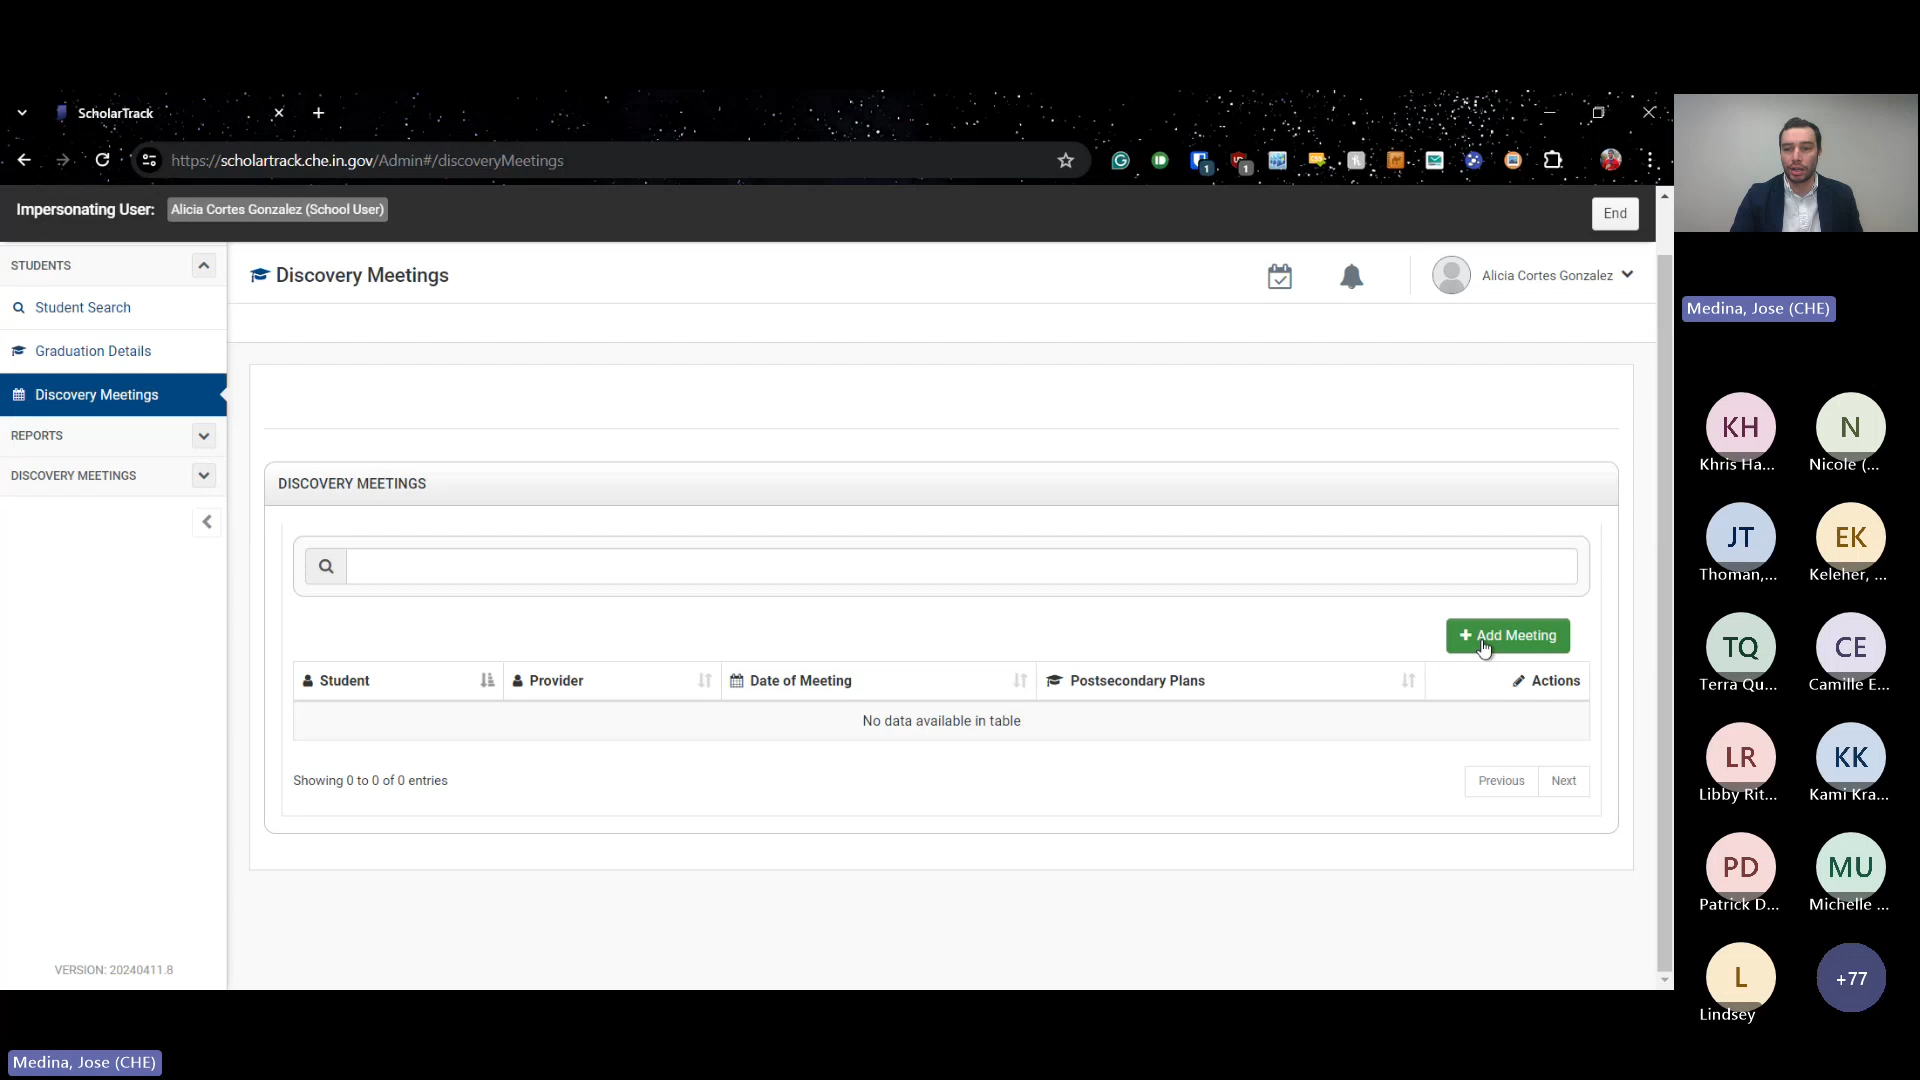 ScholarTrack
https://scholartrack.che.in.gov/Admin#/discoveryMeetings
1
1
Impersonating User: Alicia Cortes Gonzalez (School User)
End
STUDENTS
Student Search
Graduation Details
Discovery Meetings
REPORTS
DISCOVERY MEETINGS
VERSION: 20240411.8
Discovery Meetings
Alicia Cortes Gonzalez
DISCOVERY MEETINGS
Add Meeting
Student Provider Date of Meeting Postsecondary Plans Actions
No data available in table
Showing 0 to 0 of 0 entries
Previous Next
Medina, Jose (CHE)
KH N
Khris Ha... Nicole (...
JT EK
Thoman,... Keleher, ...
TQ CE
Terra Qu... Camille E...
LR KK
Libby Rit... Kami Kra...
PD MU
Patrick D... Michelle ...
L +77
Lindsey
Medina, Jose (CHE)